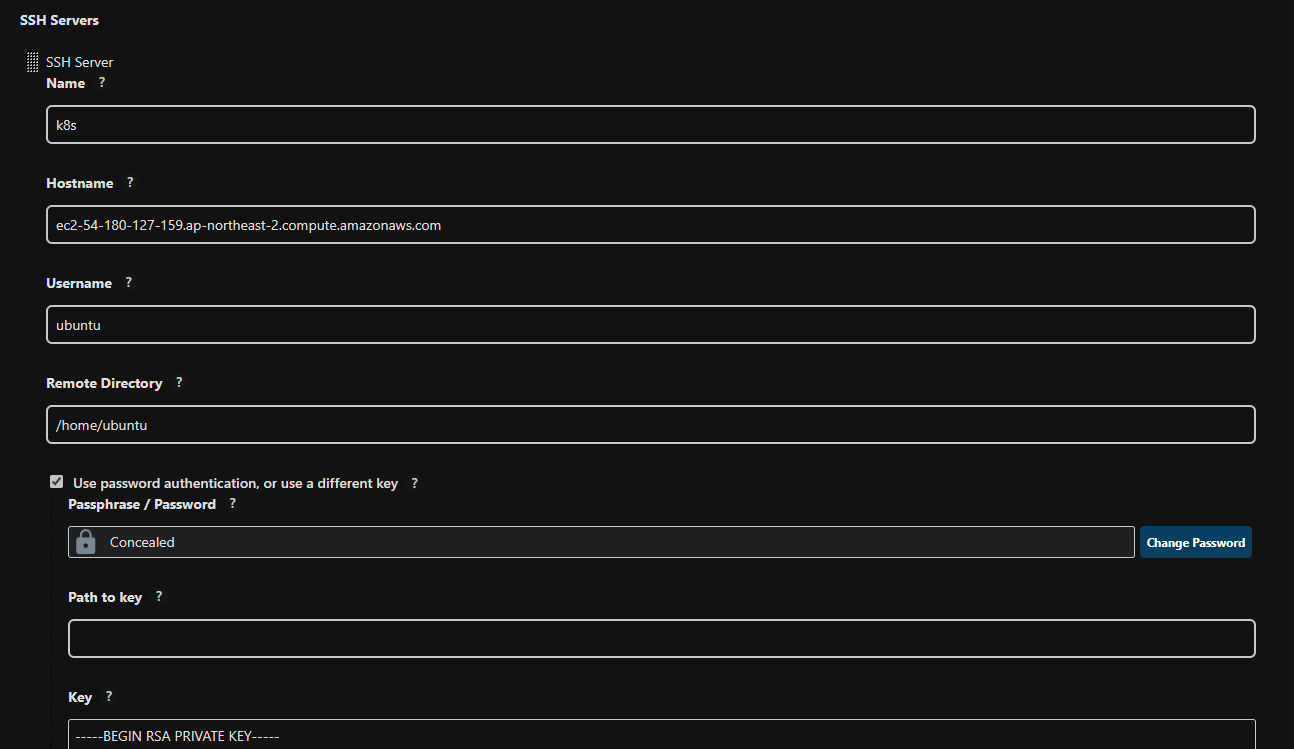 SSH Servers
SSH Server
Name ?
k8s
Hostname ?
ec2-54-180-127-159.ap-northeast-2.compute.amazonaws.com
Username ?
ubuntu
Remote Directory ?
/home/ubuntu
Use password authentication, or use a different key ?
Passphrase / Password ?
Concealed
Change Password
Path to key ?
Key ?
-----BEGIN RSA PRIVATE KEY-----